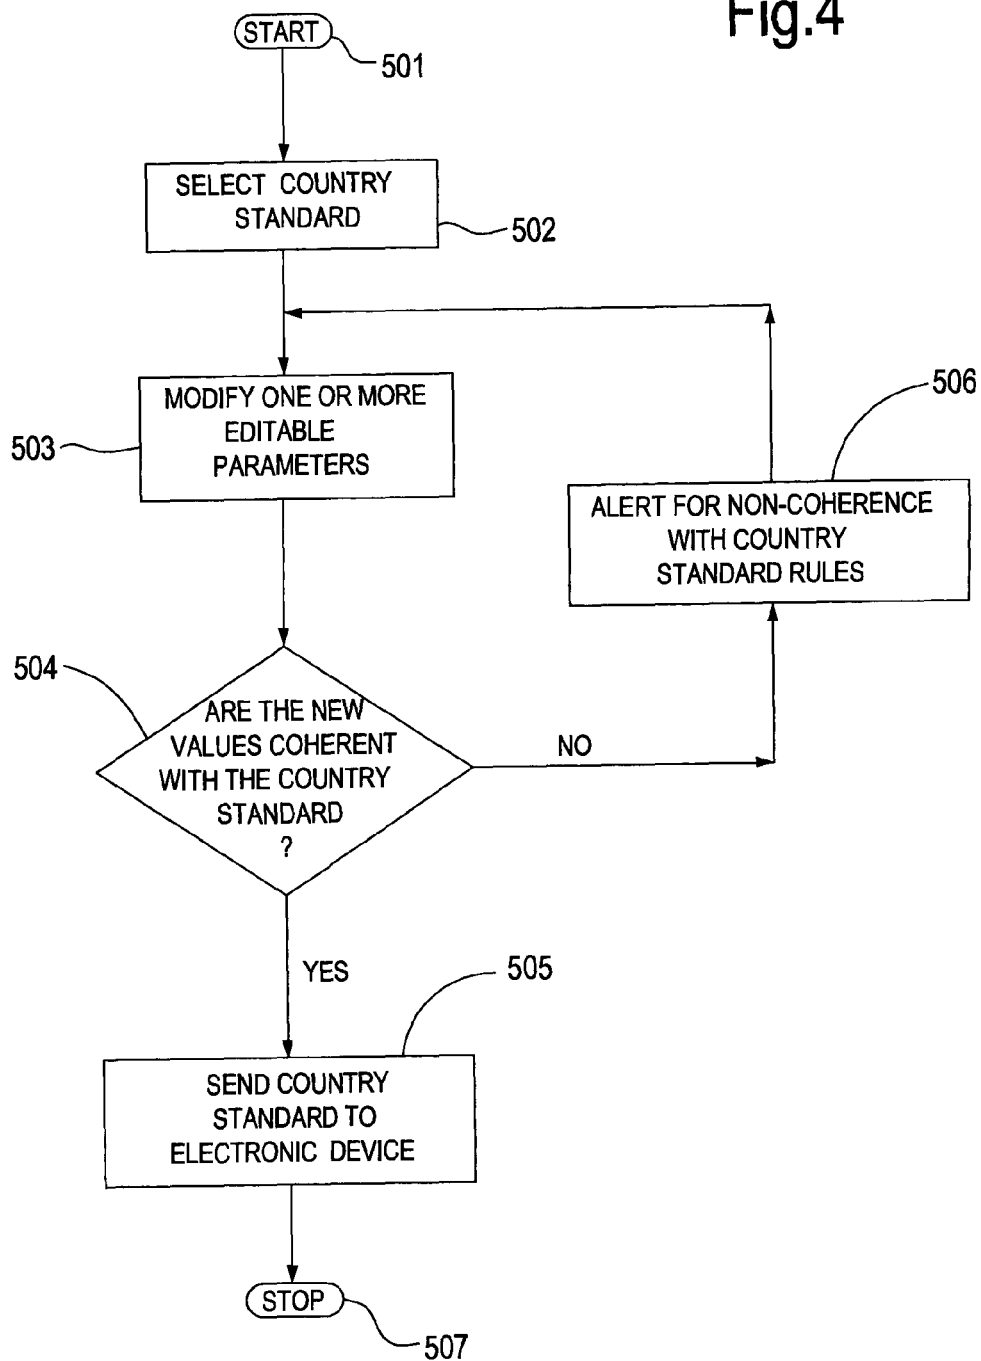 Fig.4
START
501
SELECT COUNTRY
STANDARD
502
MODIFY ONE OR MORE
EDITABLE
PARAMETERS
503
506
ALERT FOR NON-COHERENCE
WITH COUNTRY
STANDARD RULES
504
ARE THE NEW
VALUES COHERENT
WITH THE COUNTRY
STANDARD
?
NO
YES
505
SEND COUNTRY
STANDARD TO
ELECTRONIC DEVICE
STOP
507